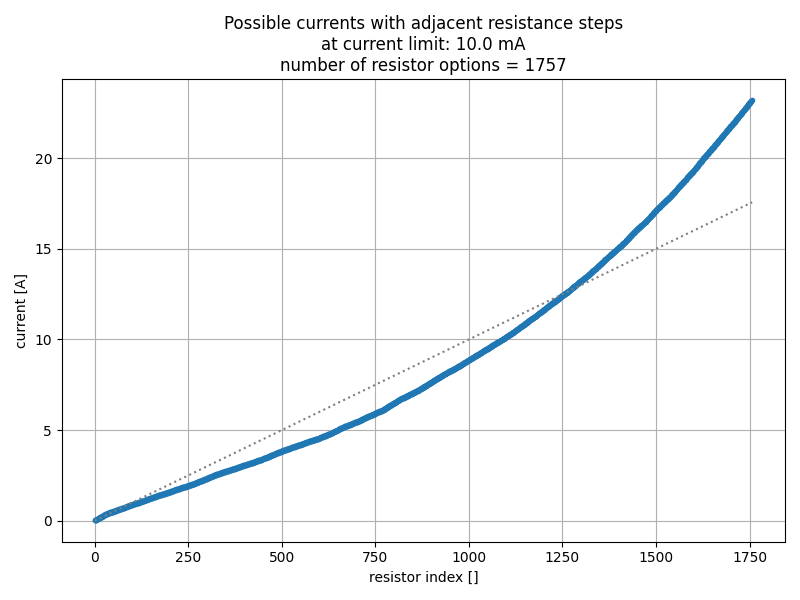 Possible currents with adjacent resistance steps
at current limit: 10.0 mA
number of resistor options = 1757
20
15
10
5
0
current [A]
0 250 500 750 1000 1250 1500 1750
resistor index []